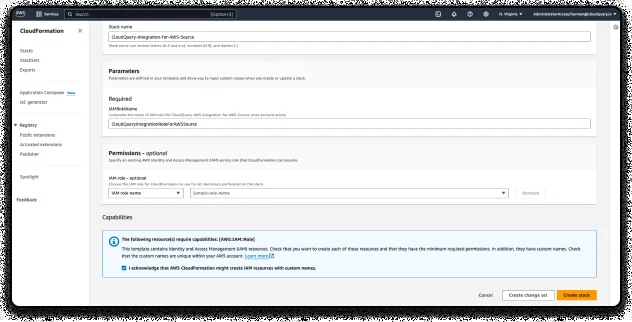 aws
Services
Search
[Option+S]
N. Virginia
AdministratorAccess/harmen@cloudquery.io
CloudFormation
Stacks
StackSets
Exports
Application Composer New
IaC generator
Registry
Public extensions
Activated extensions
Publisher
Spotlight
Feedback
Stack name
CloudQuery-Integration-for-AWS-Source
Stack name can include letters (A-Z and a-z), numbers (0-9), and dashes (-).
Parameters
Parameters are defined in your template and allow you to input custom values when you create or update a stack.
Required
IAMRoleName
Customize the name of IAM role for CloudQuery AWS Integration for AWS Source cross-account access
CloudQueryIntegrationRoleForAWSSource
Permissions - optional
Specify an existing AWS Identity and Access Management (IAM) service role that CloudFormation can assume.
IAM role - optional
Choose the IAM role for CloudFormation to use for all operations performed on the stack.
IAM role name
Sample-role-name
Remove
Capabilities
The following resource(s) require capabilities: [AWS::IAM::Role]
This template contains Identity and Access Management (IAM) resources. Check that you want to create each of these resources and that they have the minimum required permissions. In addition, they have custom names. Check
that the custom names are unique within your AWS account. Learn more
I acknowledge that AWS CloudFormation might create IAM resources with custom names.
Cancel
Create change set
Create stack